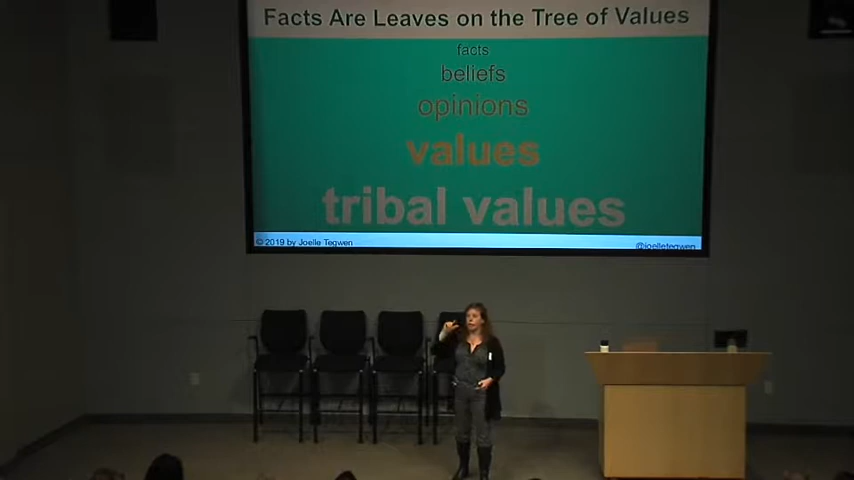 Facts Are Leaves on the Tree of Values
facts
beliefs
opinions
values
tribal values
© 2019 by Joelle Tegwen
@joelletegwen